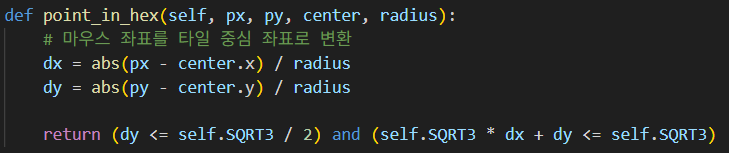 def point_in_hex(self, px, py, center, radius):
    # 마우스 좌표를 타일 중심 좌표로 변환
    dx = abs(px - center.x) / radius
    dy = abs(py - center.y) / radius

    return (dy <= self.SQRT3 / 2) and (self.SQRT3 * dx + dy <= self.SQRT3)